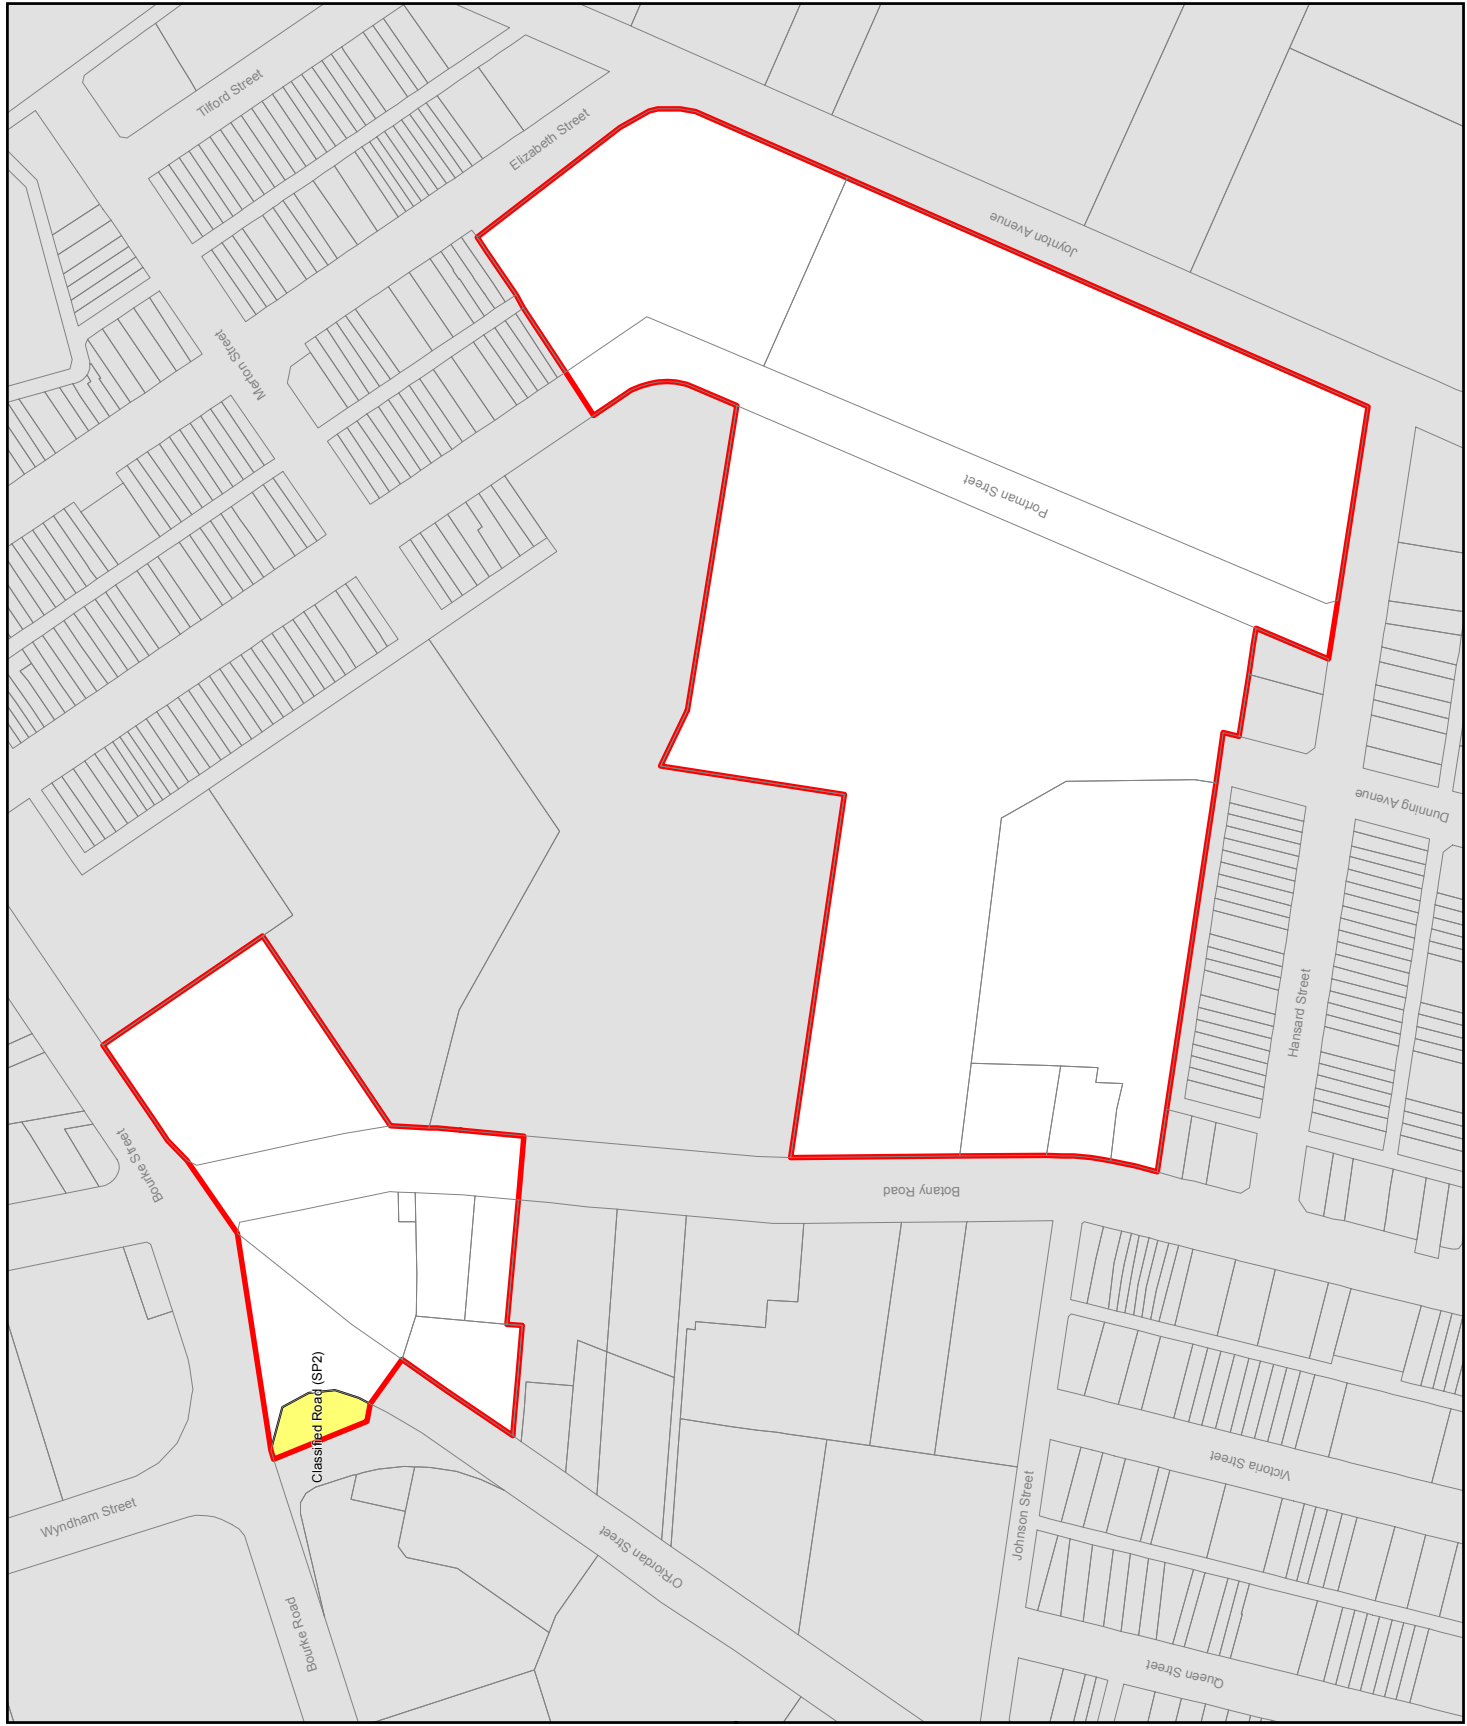 Tilford Street
Elizabeth Street
Joynton Avenue
Merton Street
Portman Street
Dunning Avenue
Hansard Street
Bourke Street
Botany Road
Classified Road (SP2)
Victoria Street
Wyndham Street
Johnson Street
O'Riordan Street
Bourke Road
Queen Street